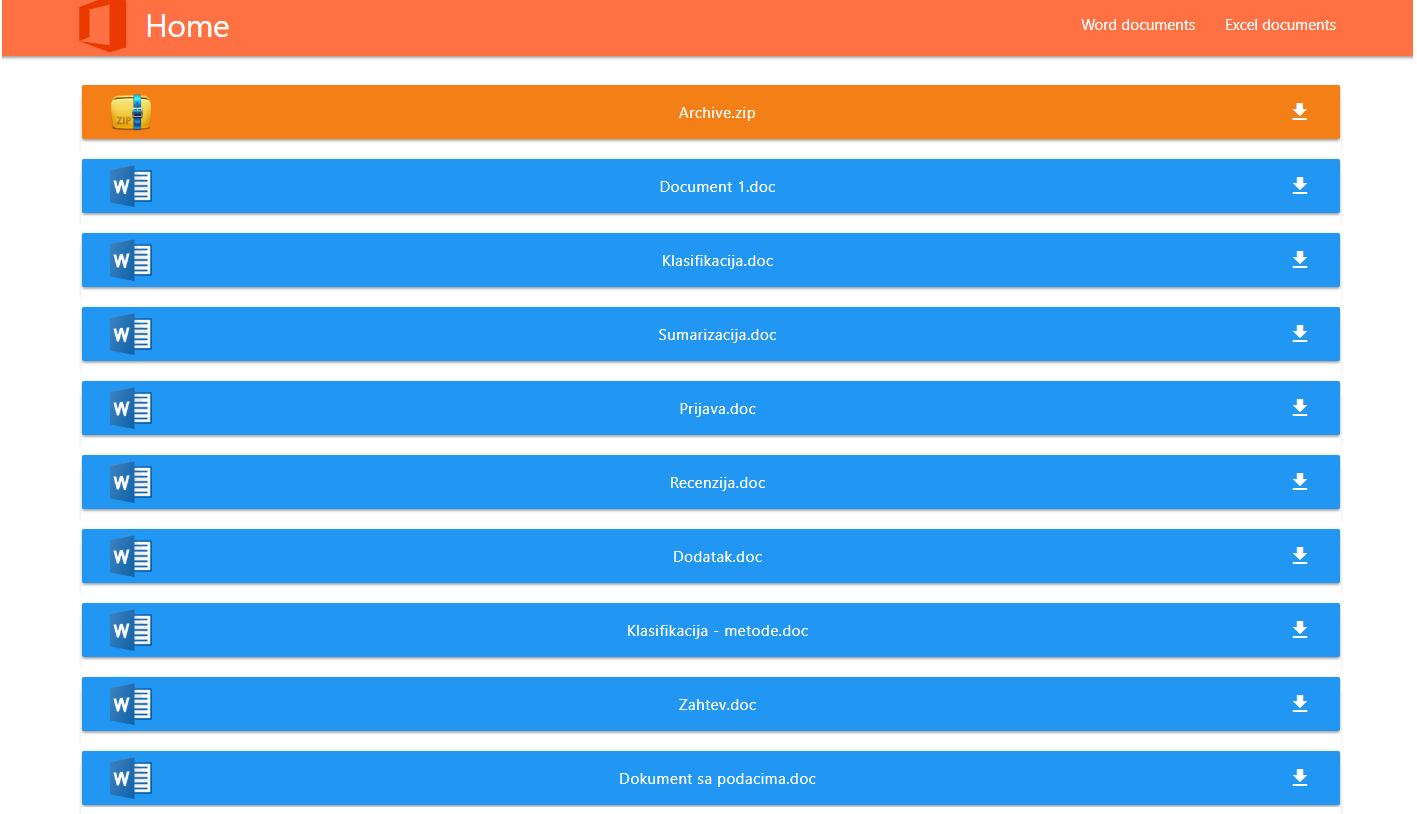 Home
Word documents
Excel documents
ZIP
Archive.zip
W
Document 1.doc
W
Klasifikacija.doc
W
Sumarizacija.doc
W
Prijava.doc
W
Recenzija.doc
W
Dodatak.doc
W
Klasifikacija - metode.doc
W
Zahtev.doc
W
Dokument sa podacima.doc